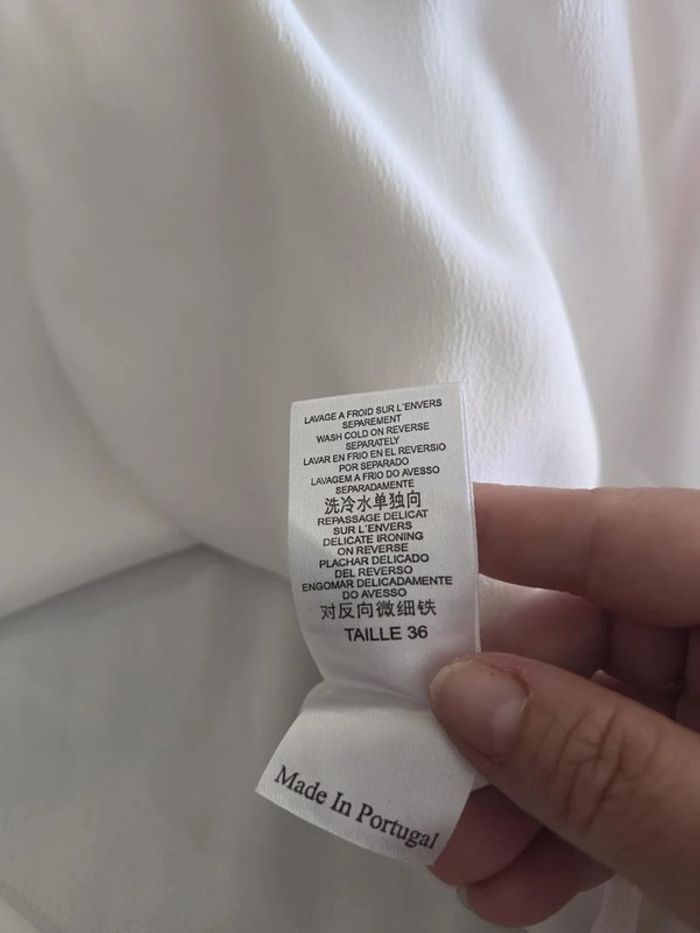 LAVAGE A FROID SUR L'ENVERS
SEPAREMENT
WASH COLD ON REVERSE
SEPARATELY
LAVAR EN FRIO EN EL REVERSIO
POR SEPARADO
LAVAGEM A FRIO DO AVESSO
SEPARADAMENTE
洗冷水单独向
REPASSAGE DELICAT
SUR L'ENVERS
DELICATE IRONING
ON REVERSE
PLACHAR DELICADO
DEL REVERSO
ENGOMAR DELICADAMENTE
DO AVESSO
对反向微细铁
TAILLE 36
Made In Portugal